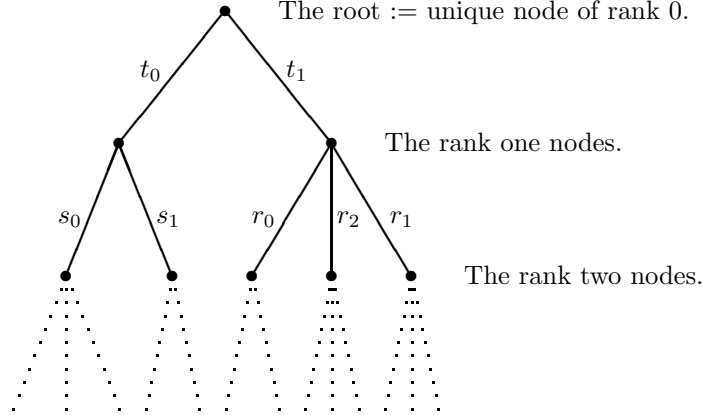 The root := unique node of rank 0.
t₀ t₁
The rank one nodes.
s₀ s₁ r₀ r₂ r₁
The rank two nodes.